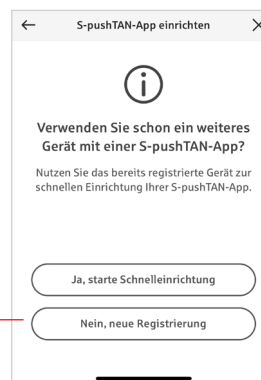 S-pushTAN-App einrichten
Verwenden Sie schon ein weiteres
Gerät mit einer S-pushTAN-App?
Nutzen Sie das bereits registrierte Gerät zur
schnellen Einrichtung Ihrer S-pushTAN-App.
Ja, starte Schnelleinrichtung
Nein, neue Registrierung